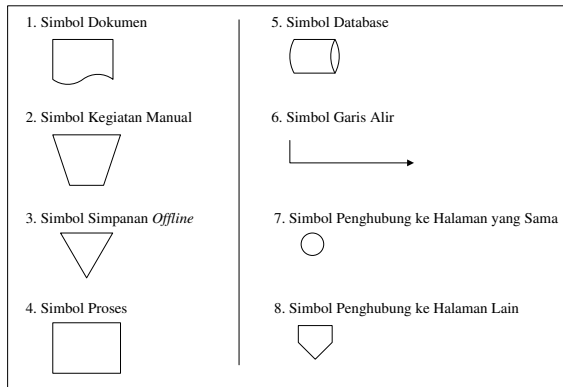 1. Simbol Dokumen
2. Simbol Kegiatan Manual
3. Simbol Simpanan Offline
4. Simbol Proses
5. Simbol Database
6. Simbol Garis Alir
7. Simbol Penghubung ke Halaman yang Sama
8. Simbol Penghubung ke Halaman Lain